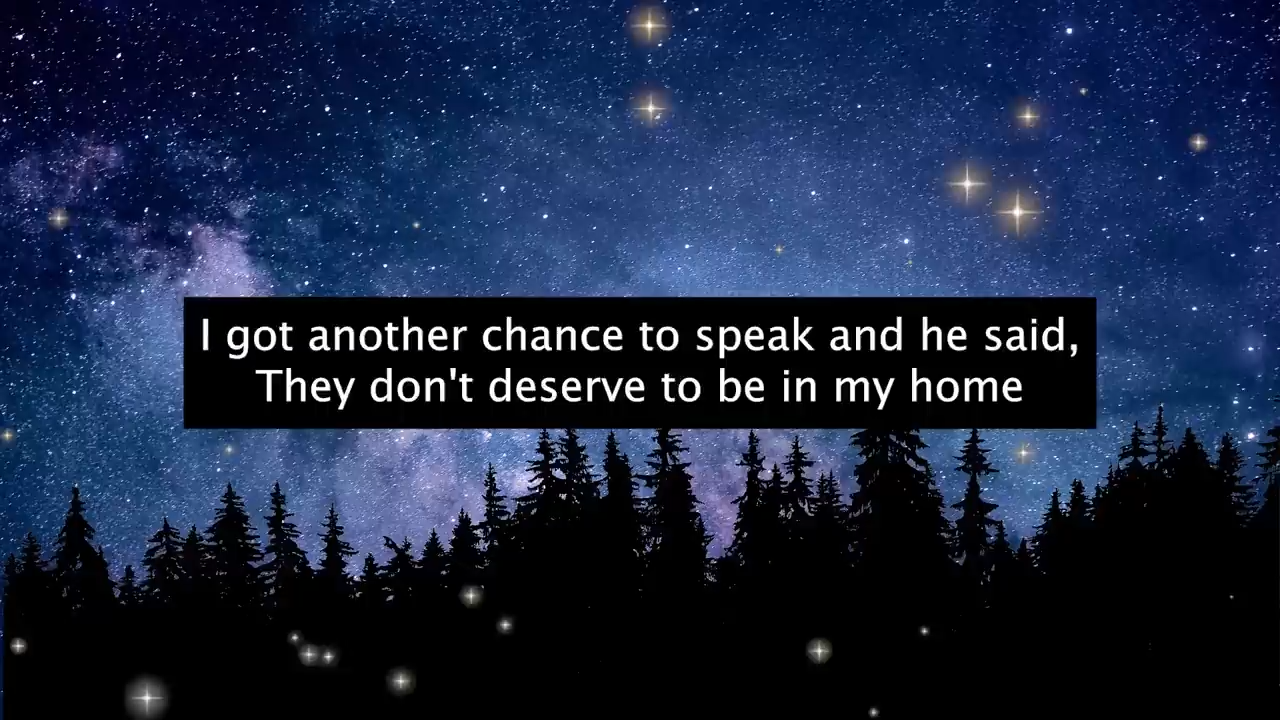 I got another chance to speak and he said,
They don't deserve to be in my home